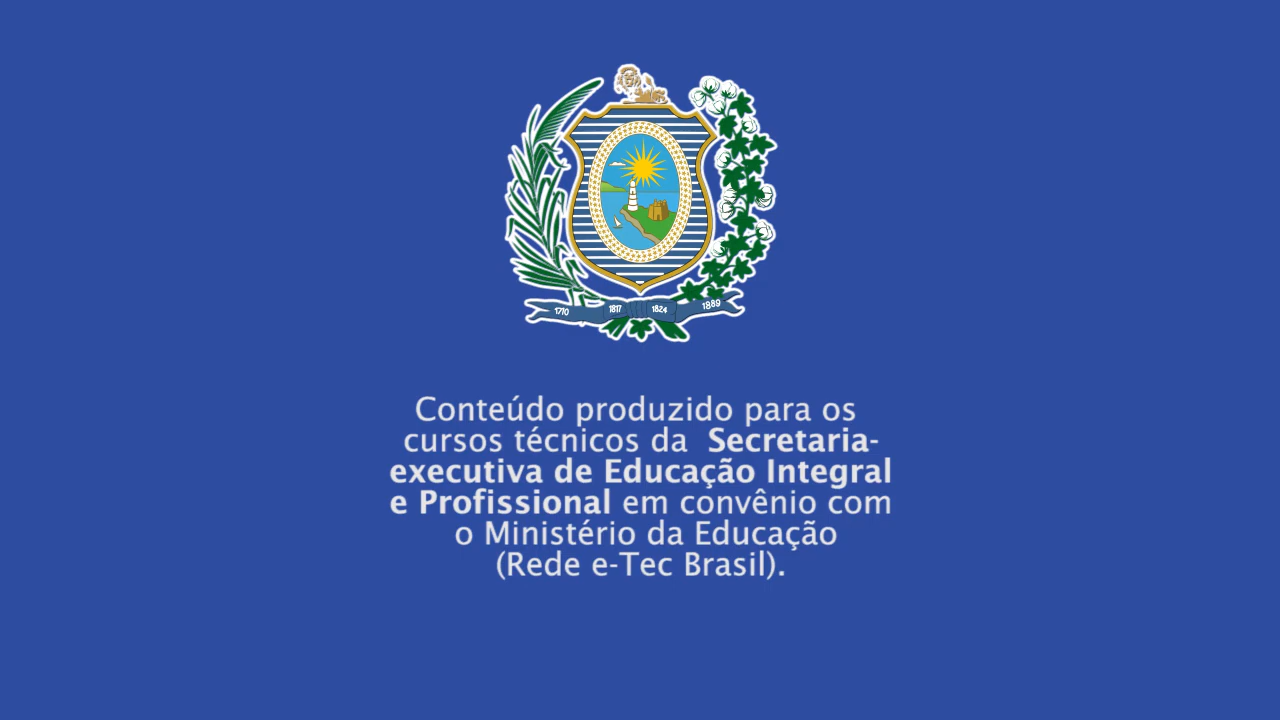 1710 1817 1824 1889
Conteúdo produzido para os
cursos técnicos da Secretaria-
executiva de Educação Integral
e Profissional em convênio com
o Ministério da Educação
(Rede e-Tec Brasil).